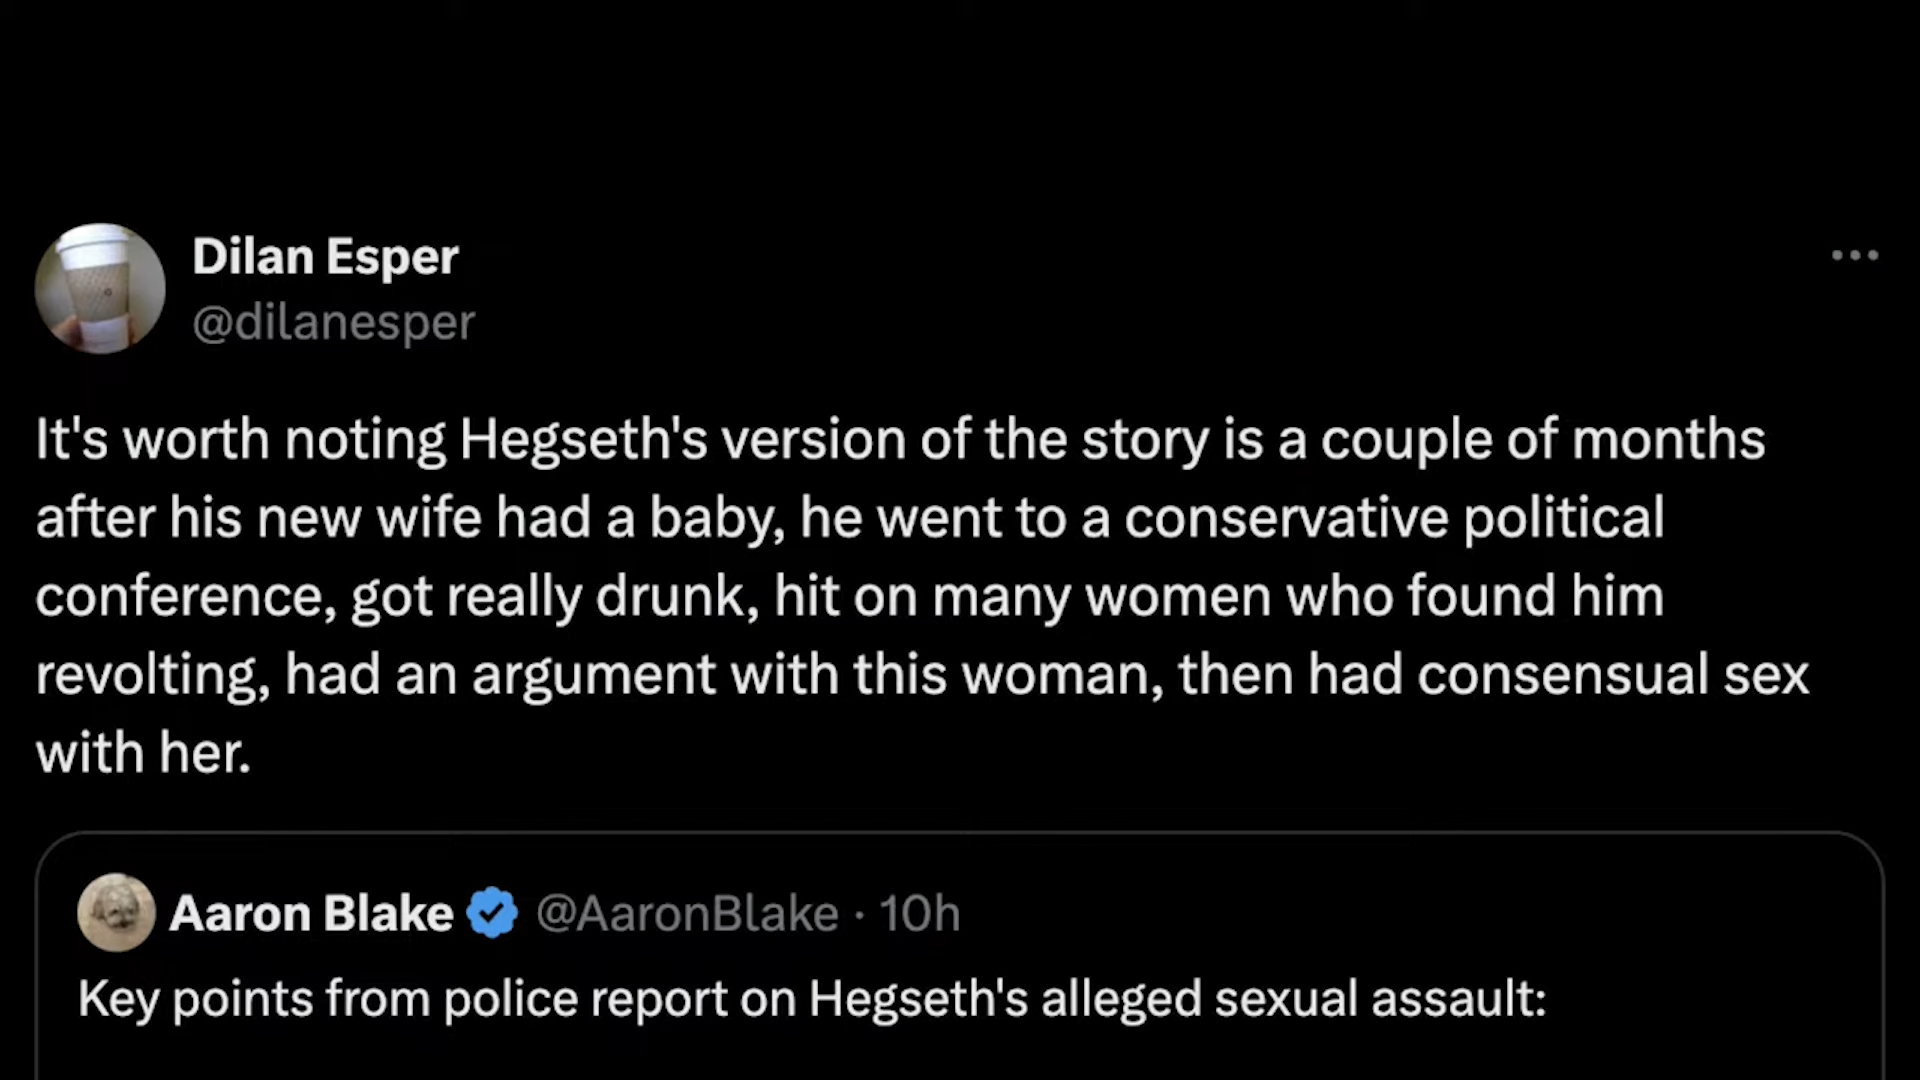 Dilan Esper
@dilanesper
It's worth noting Hegseth's version of the story is a couple of months
after his new wife had a baby, he went to a conservative political
conference, got really drunk, hit on many women who found him
revolting, had an argument with this woman, then had consensual sex
with her.
Aaron Blake @AaronBlake · 10h
Key points from police report on Hegseth's alleged sexual assault: